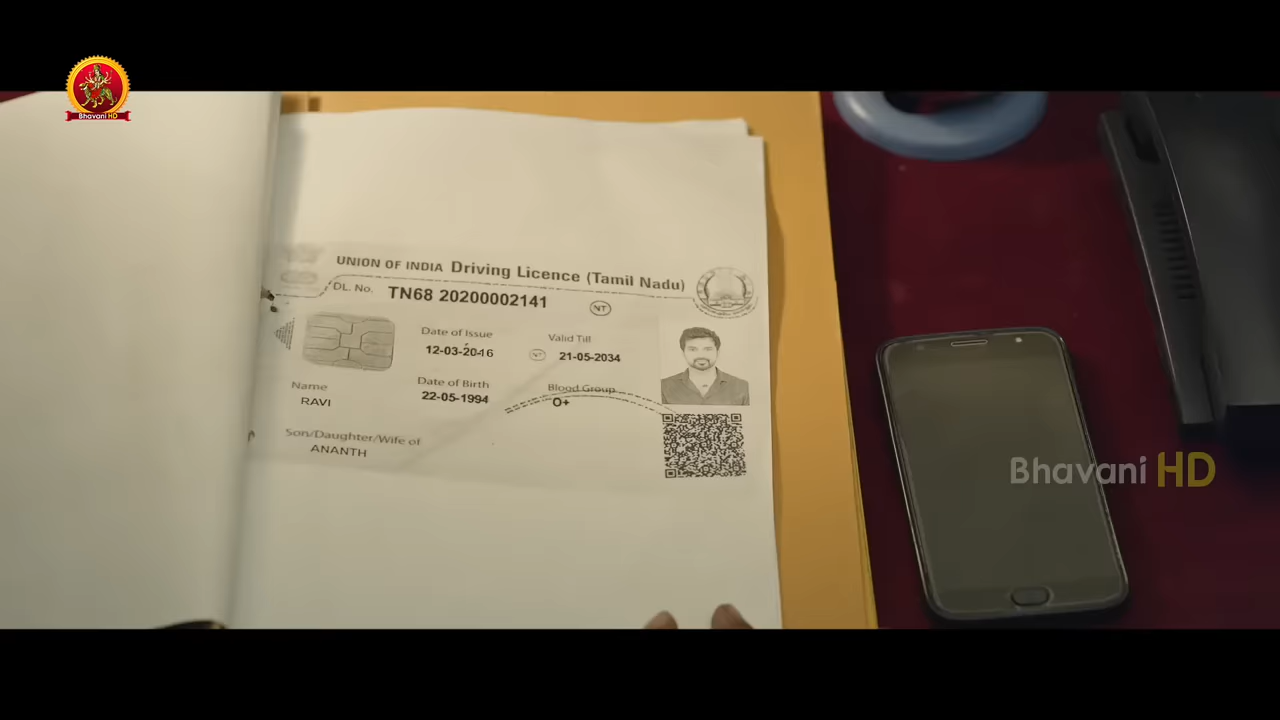 Bhavani HD
UNION OF INDIA Driving Licence (Tamil Nadu)
DL. No. TN68 20200002141 NT
Date of Issue Valid Till
12-03-2016 NT 21-05-2034
Name Date of Birth Blood Group
RAVI 22-05-1994 O+
Son/Daughter/Wife of
ANANTH
Bhavani HD